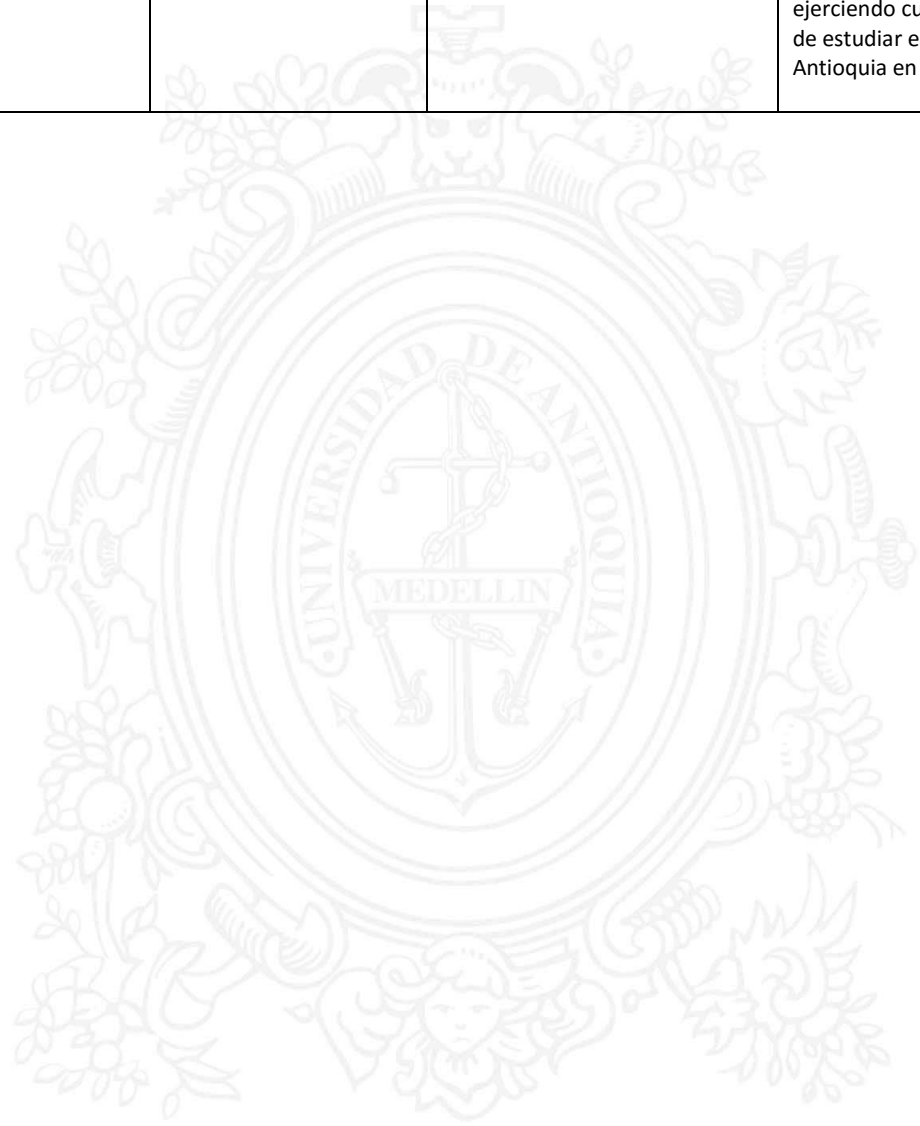 ejerciendo cu
de estudiar e
Antioquia en
UNIVERSIDAD DE ANTIOQUIA
MEDELLIN